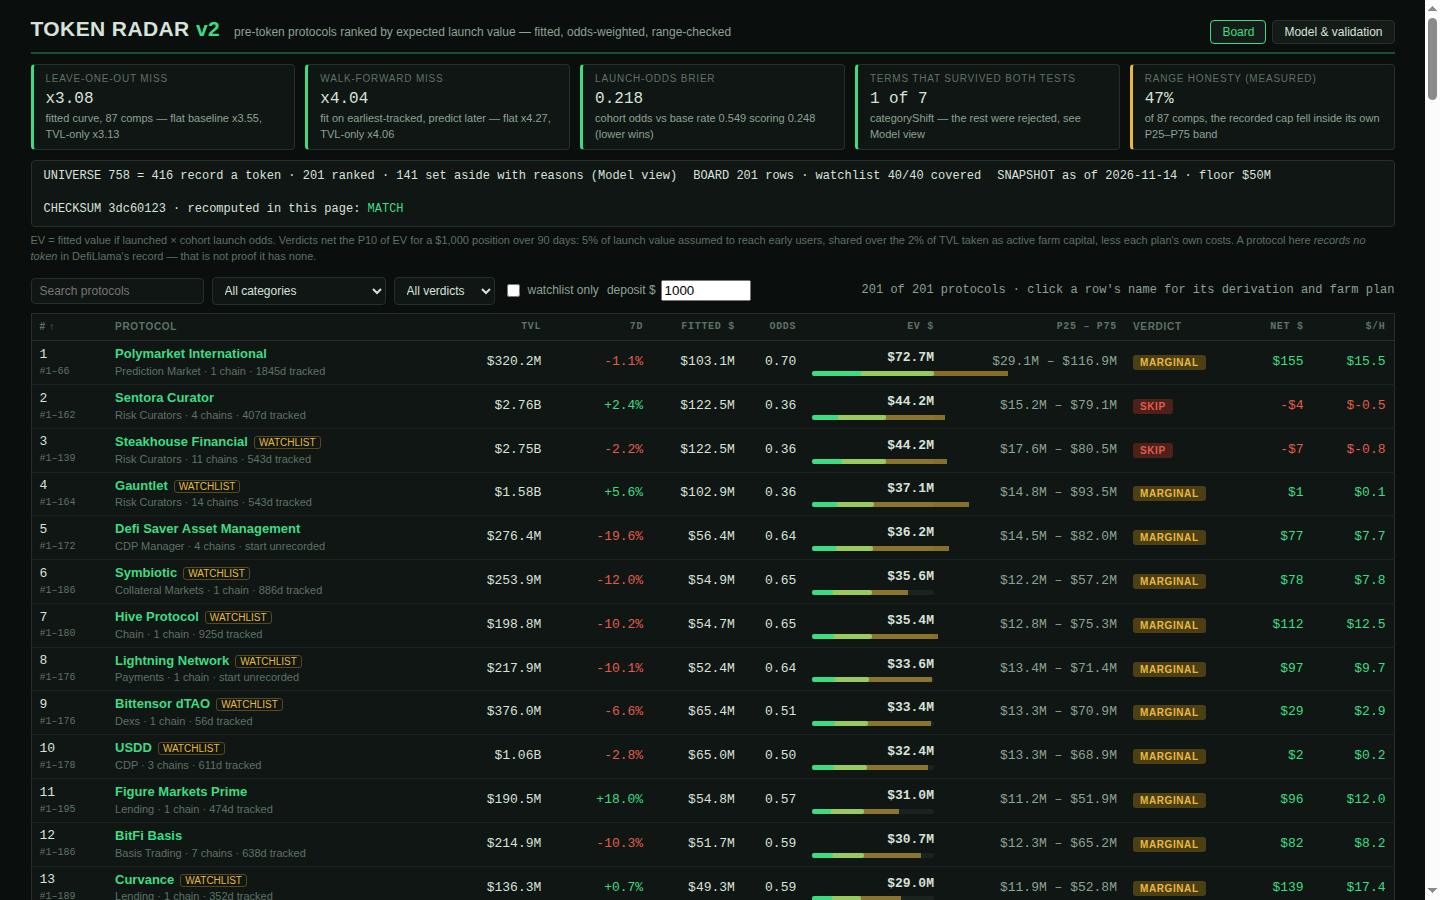 TOKEN RADAR v2 pre-token protocols ranked by expected launch value — fitted, odds-weighted, range-checked Board Model & validation
LEAVE-ONE-OUT MISS
x3.08
fitted curve, 87 comps — flat baseline x3.55,
TVL-only x3.13
WALK-FORWARD MISS
x4.04
fit on earliest-tracked, predict later — flat x4.27,
TVL-only x4.06
LAUNCH-ODDS BRIER
0.218
cohort odds vs base rate 0.549 scoring 0.248
(lower wins)
TERMS THAT SURVIVED BOTH TESTS
1 of 7
categoryShift — the rest were rejected, see
Model view
RANGE HONESTY (MEASURED)
47%
of 87 comps, the recorded cap fell inside its own
P25–P75 band
UNIVERSE 758 = 416 record a token · 201 ranked · 141 set aside with reasons (Model view) BOARD 201 rows · watchlist 40/40 covered SNAPSHOT as of 2026-11-14 · floor $50M
CHECKSUM 3dc60123 · recomputed in this page: MATCH
EV = fitted value if launched × cohort launch odds. Verdicts net the P10 of EV for a $1,000 position over 90 days: 5% of launch value assumed to reach early users, shared over the 2% of TVL taken as active farm capital, less each plan's own costs. A protocol here records no
token in DefiLlama's record — that is not proof it has none.
Search protocols All categories All verdicts watchlist only deposit $ 1000 201 of 201 protocols · click a row's name for its derivation and farm plan
# ↑ PROTOCOL TVL 7D FITTED $ ODDS EV $ P25 – P75 VERDICT NET $ $/H
1 Polymarket International $320.2M -1.1% $103.1M 0.70 $72.7M $29.1M – $116.9M MARGINAL $155 $15.5
#1–66 Prediction Market · 1 chain · 1845d tracked
2 Sentora Curator $2.76B +2.4% $122.5M 0.36 $44.2M $15.2M – $79.1M SKIP -$4 $-0.5
#1–162 Risk Curators · 4 chains · 407d tracked
3 Steakhouse Financial WATCHLIST $2.75B -2.2% $122.5M 0.36 $44.2M $17.6M – $80.5M SKIP -$7 $-0.8
#1–139 Risk Curators · 11 chains · 543d tracked
4 Gauntlet WATCHLIST $1.58B +5.6% $102.9M 0.36 $37.1M $14.8M – $93.5M MARGINAL $1 $0.1
#1–164 Risk Curators · 14 chains · 543d tracked
5 Defi Saver Asset Management $276.4M -19.6% $56.4M 0.64 $36.2M $14.5M – $82.0M MARGINAL $77 $7.7
#1–172 CDP Manager · 4 chains · start unrecorded
6 Symbiotic WATCHLIST $253.9M -12.0% $54.9M 0.65 $35.6M $12.2M – $57.2M MARGINAL $78 $7.8
#1–186 Collateral Markets · 1 chain · 886d tracked
7 Hive Protocol WATCHLIST $198.8M -10.2% $54.7M 0.65 $35.4M $12.8M – $75.3M MARGINAL $112 $12.5
#1–180 Chain · 1 chain · 925d tracked
8 Lightning Network WATCHLIST $217.9M -10.1% $52.4M 0.64 $33.6M $13.4M – $71.4M MARGINAL $97 $9.7
#1–176 Payments · 1 chain · start unrecorded
9 Bittensor dTAO WATCHLIST $376.0M -6.6% $65.4M 0.51 $33.4M $13.3M – $70.9M MARGINAL $29 $2.9
#1–176 Dexs · 1 chain · 56d tracked
10 USDD WATCHLIST $1.06B -2.8% $65.0M 0.50 $32.4M $13.3M – $68.9M MARGINAL $2 $0.2
#1–178 CDP · 3 chains · 611d tracked
11 Figure Markets Prime $190.5M +18.0% $54.8M 0.57 $31.0M $11.2M – $51.9M MARGINAL $96 $12.0
#1–195 Lending · 1 chain · 474d tracked
12 BitFi Basis $214.9M -10.3% $51.7M 0.59 $30.7M $12.3M – $65.2M MARGINAL $82 $8.2
#1–186 Basis Trading · 7 chains · 638d tracked
13 Curvance WATCHLIST $136.3M +0.7% $49.3M 0.59 $29.0M $11.9M – $52.8M MARGINAL $139 $17.4
#1–189 Lending · 1 chain · 352d tracked